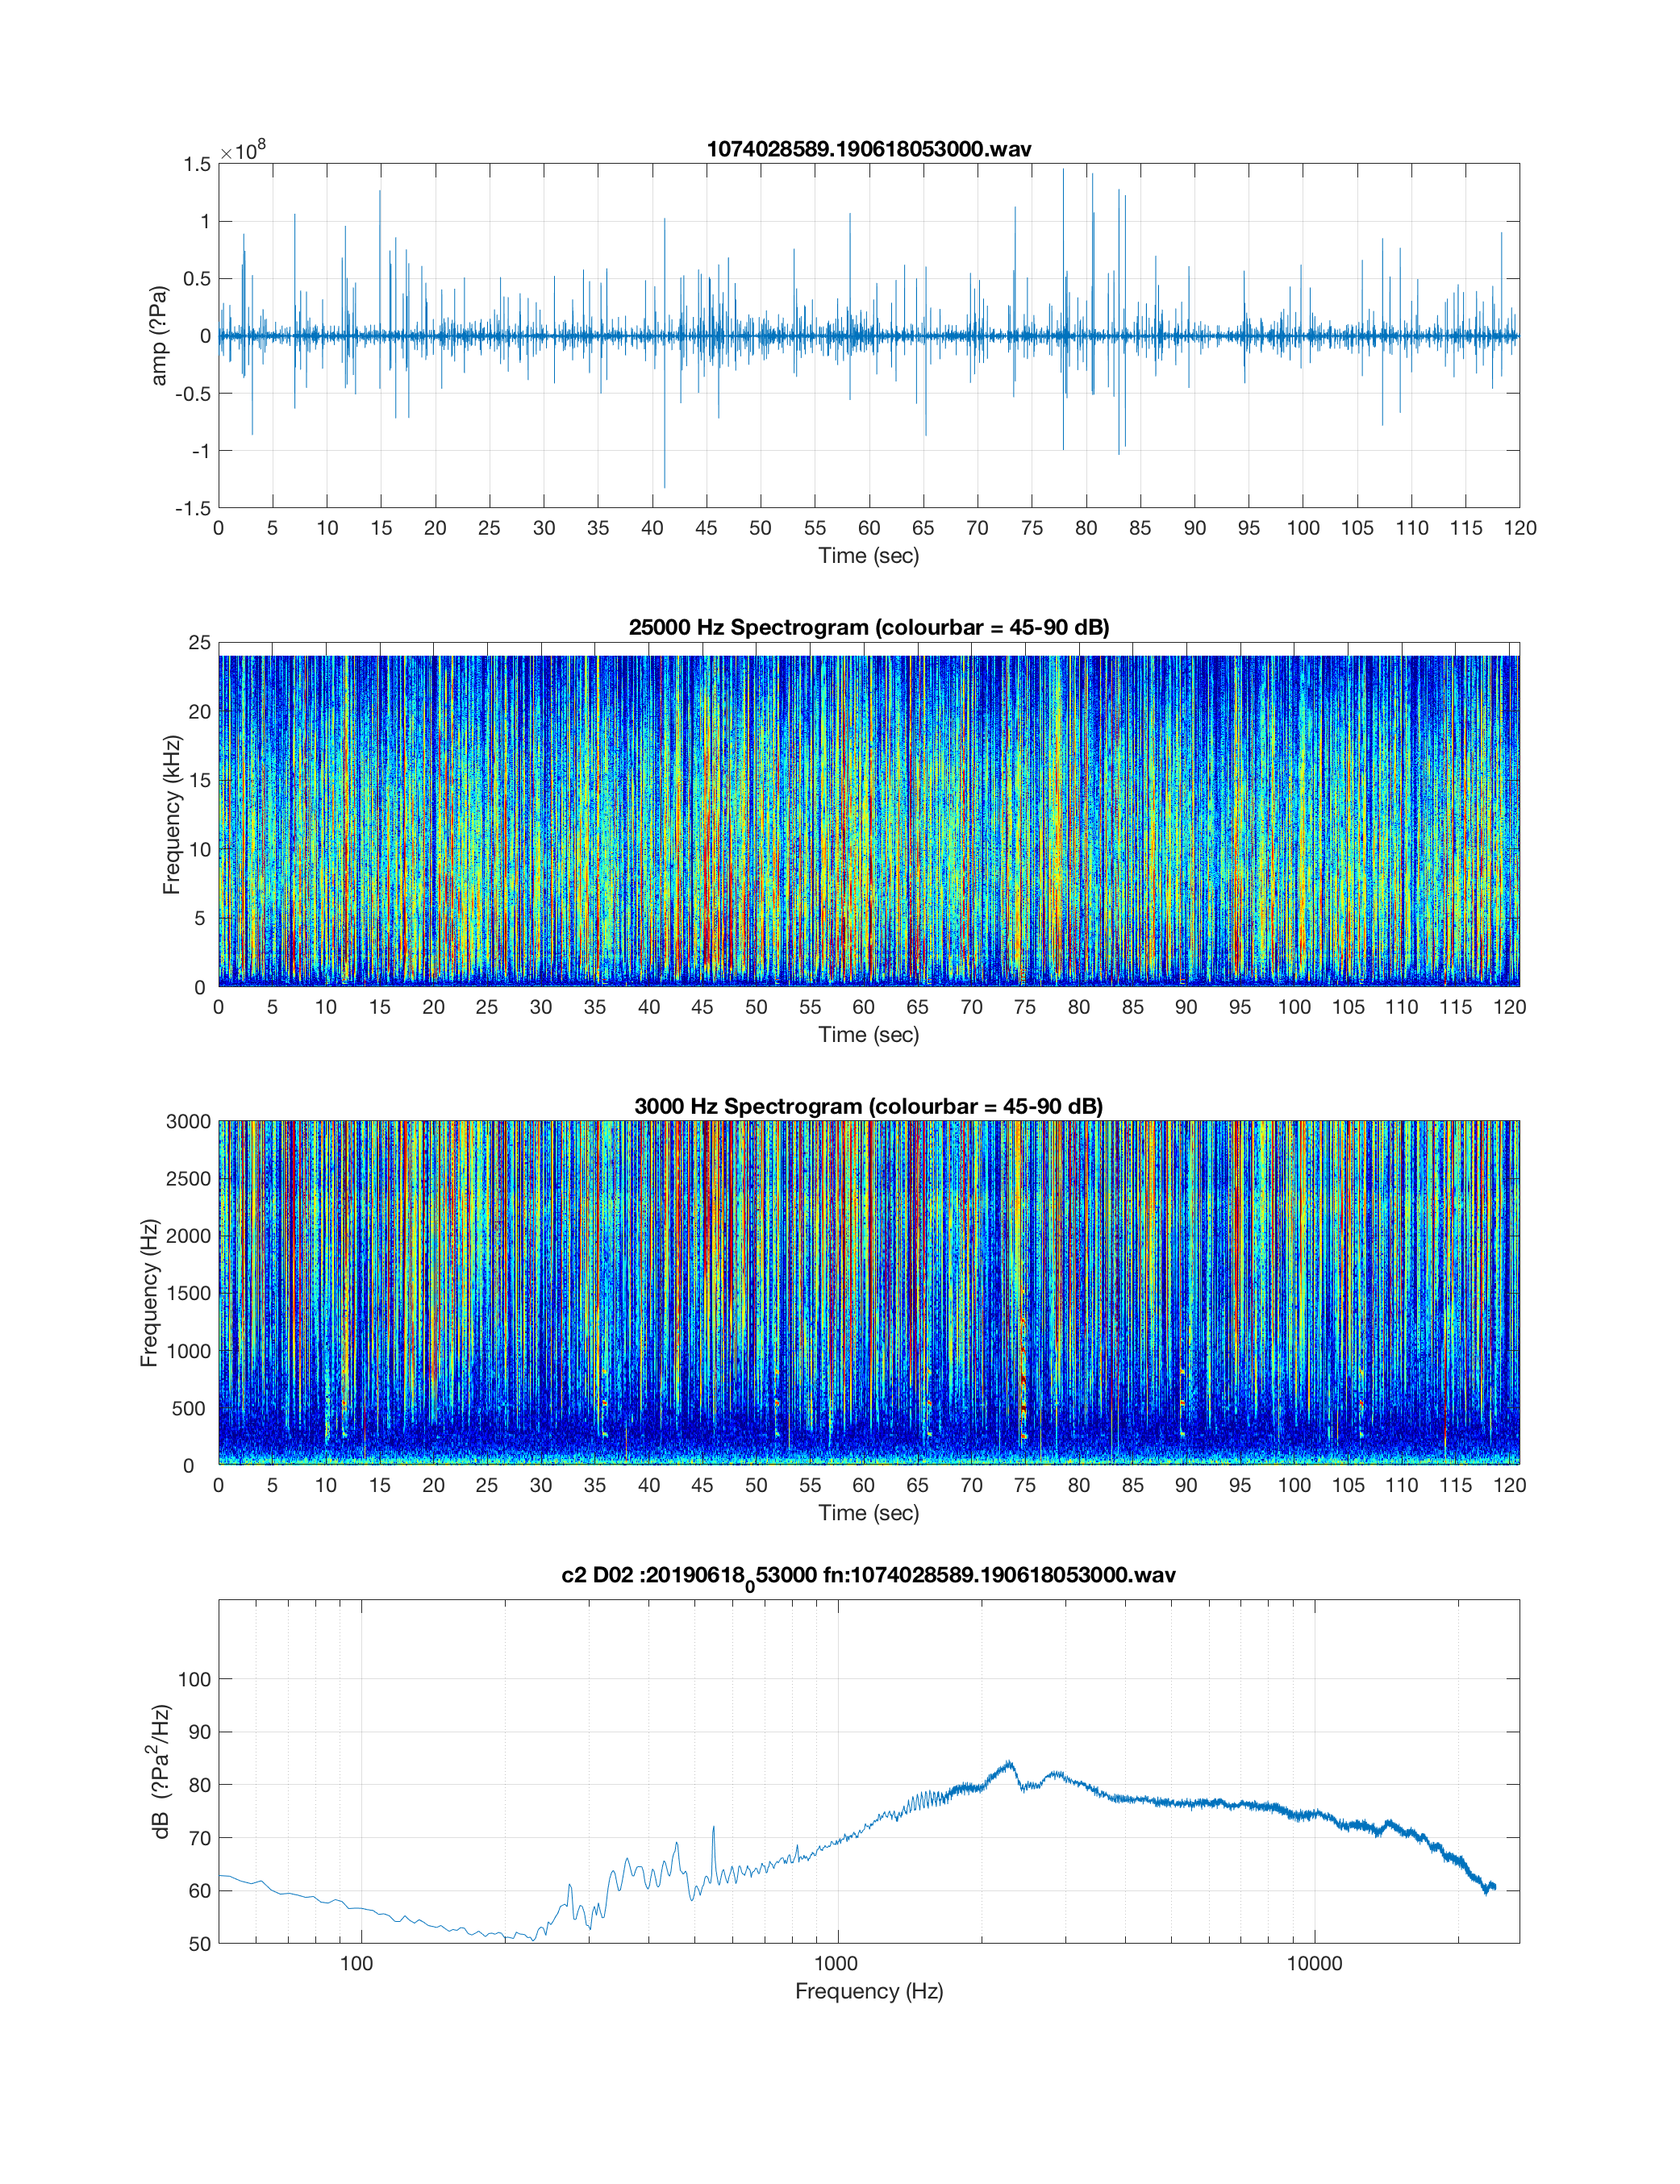 1074028589.190618053000.wav
×10^8
1.5
1
0.5
0
-0.5
-1
-1.5
amp (?Pa)
0 5 10 15 20 25 30 35 40 45 50 55 60 65 70 75 80 85 90 95 100 105 110 115 120
Time (sec)
25000 Hz Spectrogram (colourbar = 45-90 dB)
25
20
15
10
5
0
Frequency (kHz)
0 5 10 15 20 25 30 35 40 45 50 55 60 65 70 75 80 85 90 95 100 105 110 115 120
Time (sec)
3000 Hz Spectrogram (colourbar = 45-90 dB)
3000
2500
2000
1500
1000
500
0
Frequency (Hz)
0 5 10 15 20 25 30 35 40 45 50 55 60 65 70 75 80 85 90 95 100 105 110 115 120
Time (sec)
c2 D02 :20190618_053000 fn:1074028589.190618053000.wav
100
90
80
70
60
50
dB (?Pa^2/Hz)
100 1000 10000
Frequency (Hz)